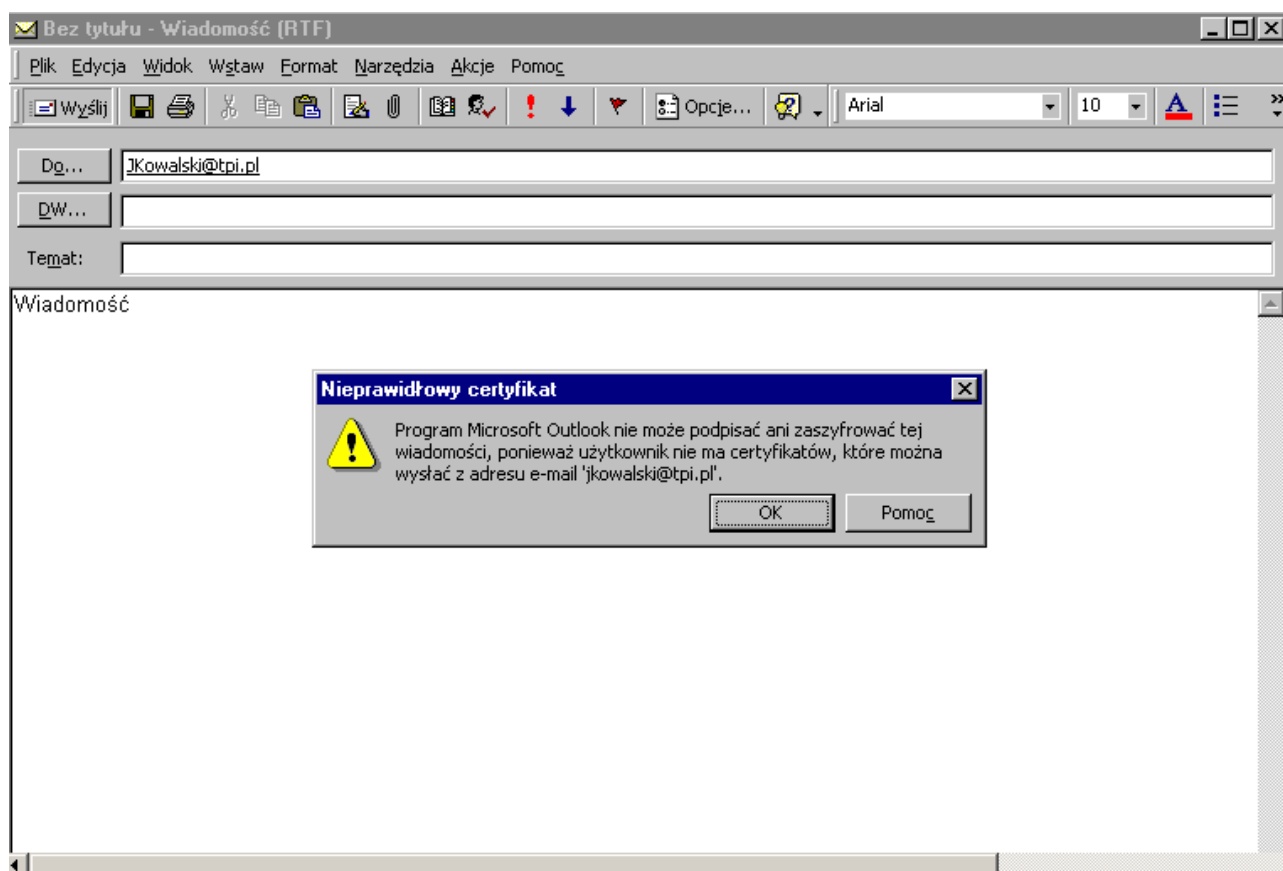 Bez tytułu - Wiadomość (RTF)
Plik Edycja Widok Wstaw Format Narzędzia Akcje Pomoc
Wyślij Opcje... Arial 10 A
Do... JKowalski@tpi.pl
DW...
Temat:
Wiadomość
Nieprawidłowy certyfikat
Program Microsoft Outlook nie może podpisać ani zaszyfrować tej
wiadomości, ponieważ użytkownik nie ma certyfikatów, które można
wysłać z adresu e-mail 'jkowalski@tpi.pl'.
OK Pomoc